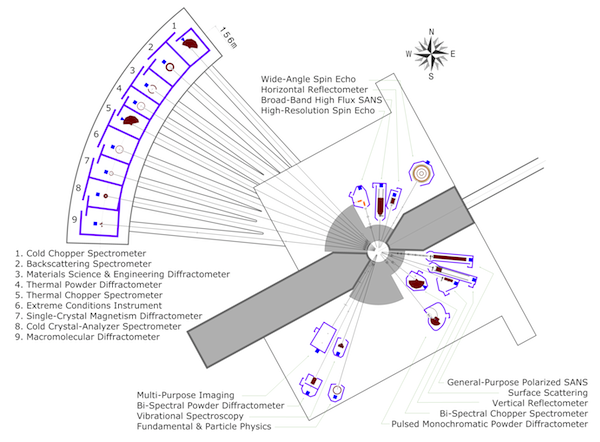 156m
N
W E
S
1
2
3
4
5
6
7
8
9
Wide-Angle Spin Echo
Horizontal Reflectometer
Broad-Band High Flux SANS
High-Resolution Spin Echo
1. Cold Chopper Spectrometer
2. Backscattering Spectrometer
3. Materials Science & Engineering Diffractometer
4. Thermal Powder Diffractometer
5. Thermal Chopper Spectrometer
6. Extreme Conditions Instrument
7. Single-Crystal Magnetism Diffractometer
8. Cold Crystal-Analyzer Spectrometer
9. Macromolecular Diffractometer
Multi-Purpose Imaging
Bi-Spectral Powder Diffractometer
Vibrational Spectroscopy
Fundamental & Particle Physics
General-Purpose Polarized SANS
Surface Scattering
Vertical Reflectometer
Bi-Spectral Chopper Spectrometer
Pulsed Monochromatic Powder Diffractometer